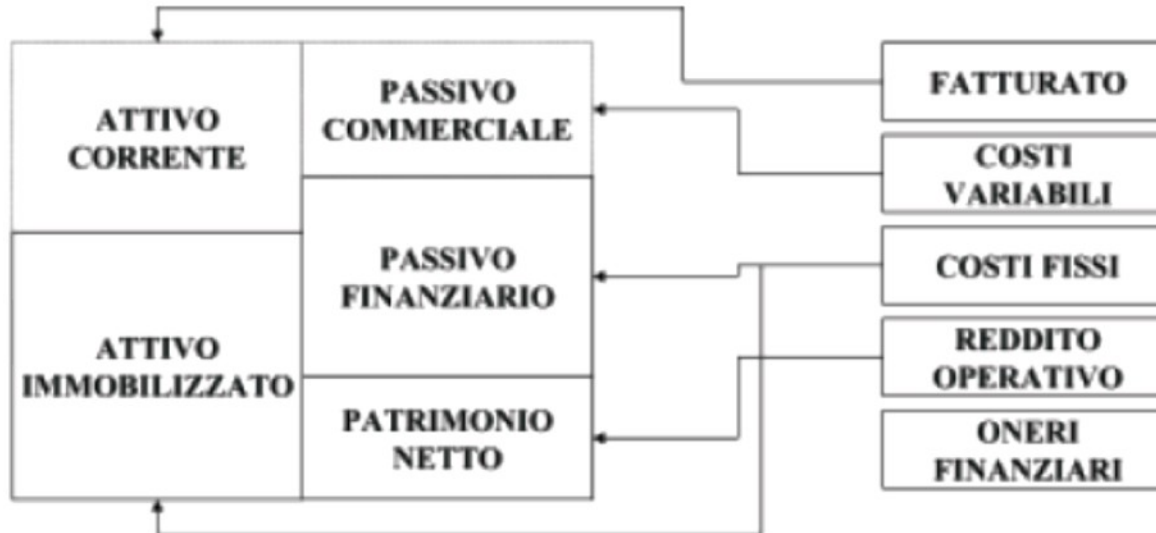 ATTIVO
CORRENTE
ATTIVO
IMMOBILIZZATO
PASSIVO
COMMERCIALE
PASSIVO
FINANZIARIO
PATRIMONIO
NETTO
FATTURATO
COSTI
VARIABILI
COSTI FISSI
REDDITO
OPERATIVO
ONERI
FINANZIARI